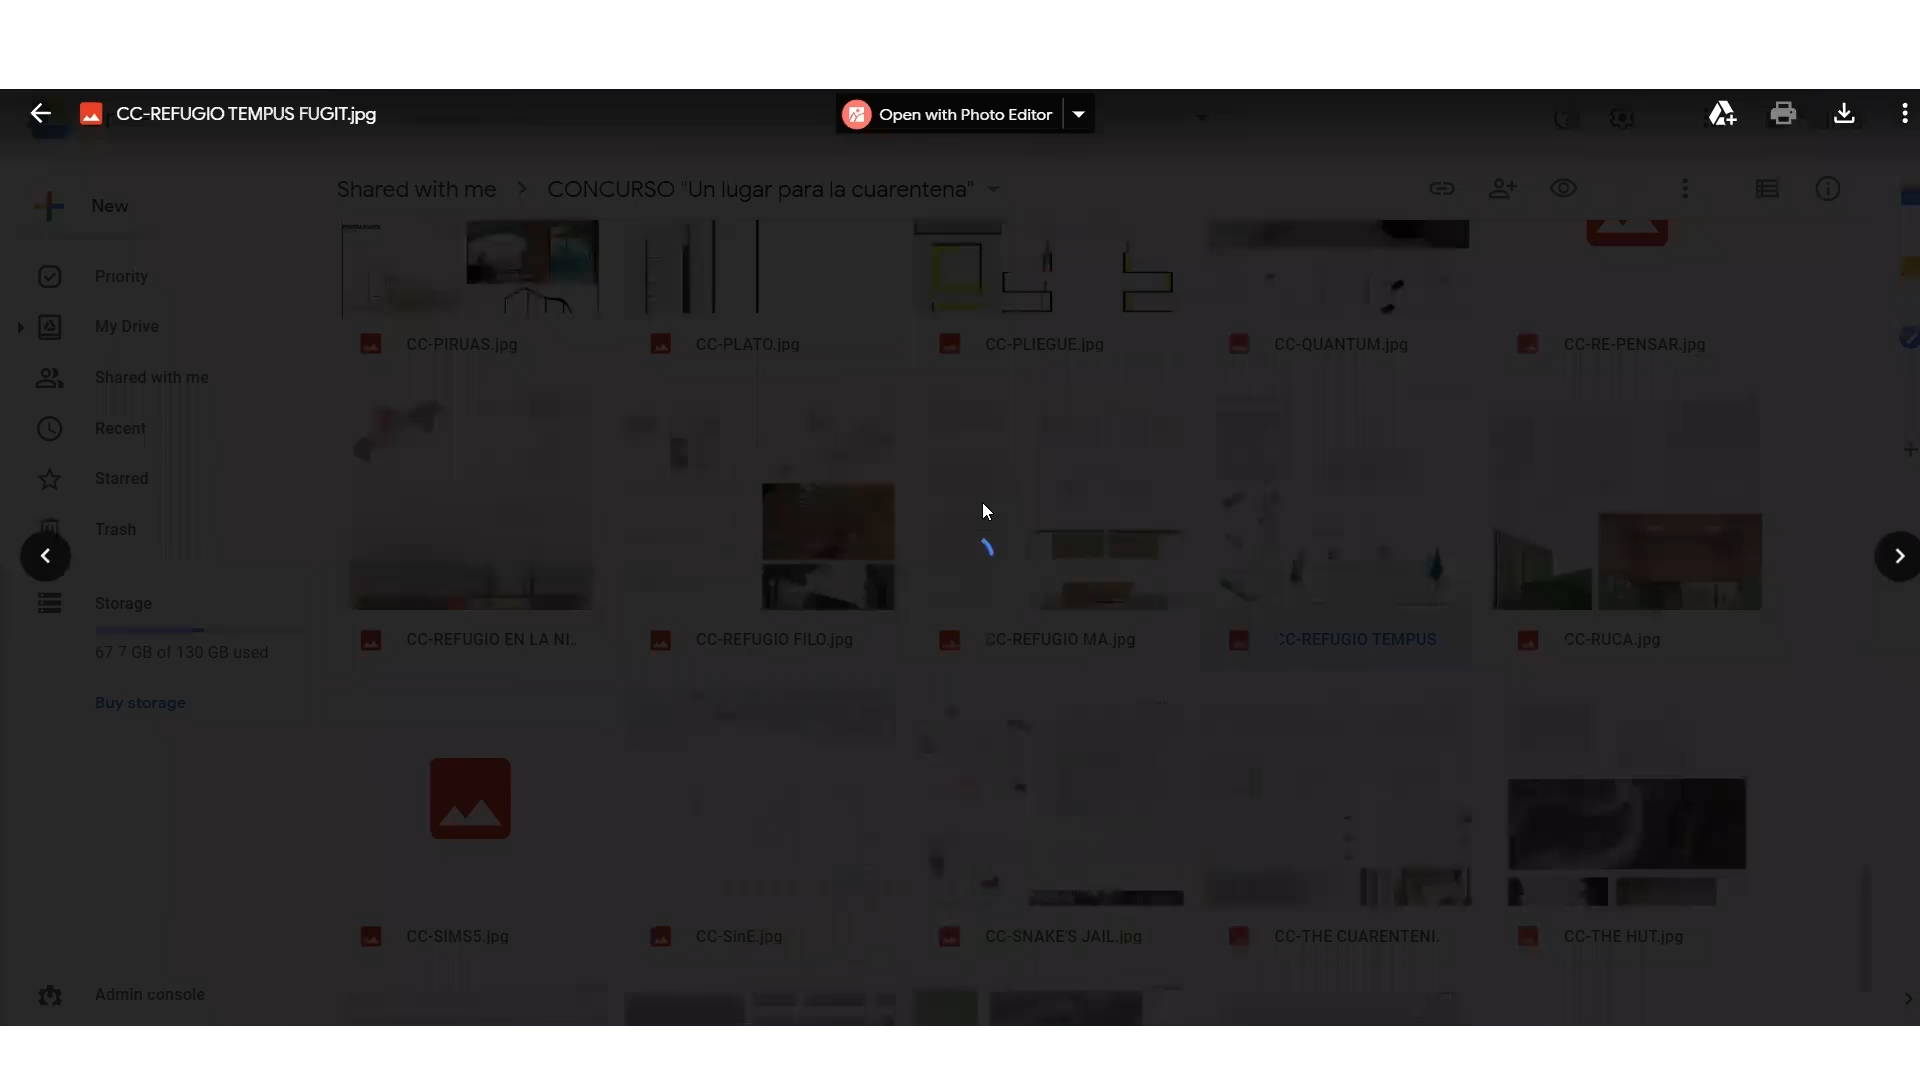 CC-REFUGIO TEMPUS FUGIT.jpg
Open with Photo Editor
New
Shared with me > CONCURSO "Un lugar para la cuarentena"
Priority
My Drive
Shared with me
Recent
Starred
Trash
Storage
67.7 GB of 130 GB used
Buy storage
Admin console
CC-PIRUAS.jpg
CC-PLATO.jpg
CC-PLIEGUE.jpg
CC-QUANTUM.jpg
CC-RE-PENSAR.jpg
CC-REFUGIO EN LA NI..
CC-REFUGIO FILO.jpg
CC-REFUGIO MA.jpg
CC-REFUGIO TEMPUS
CC-RUCA.jpg
CC-SIMS5.jpg
CC-SinE.jpg
CC-SNAKE'S JAIL.jpg
CC-THE CUARENTENI.
CC-THE HUT.jpg